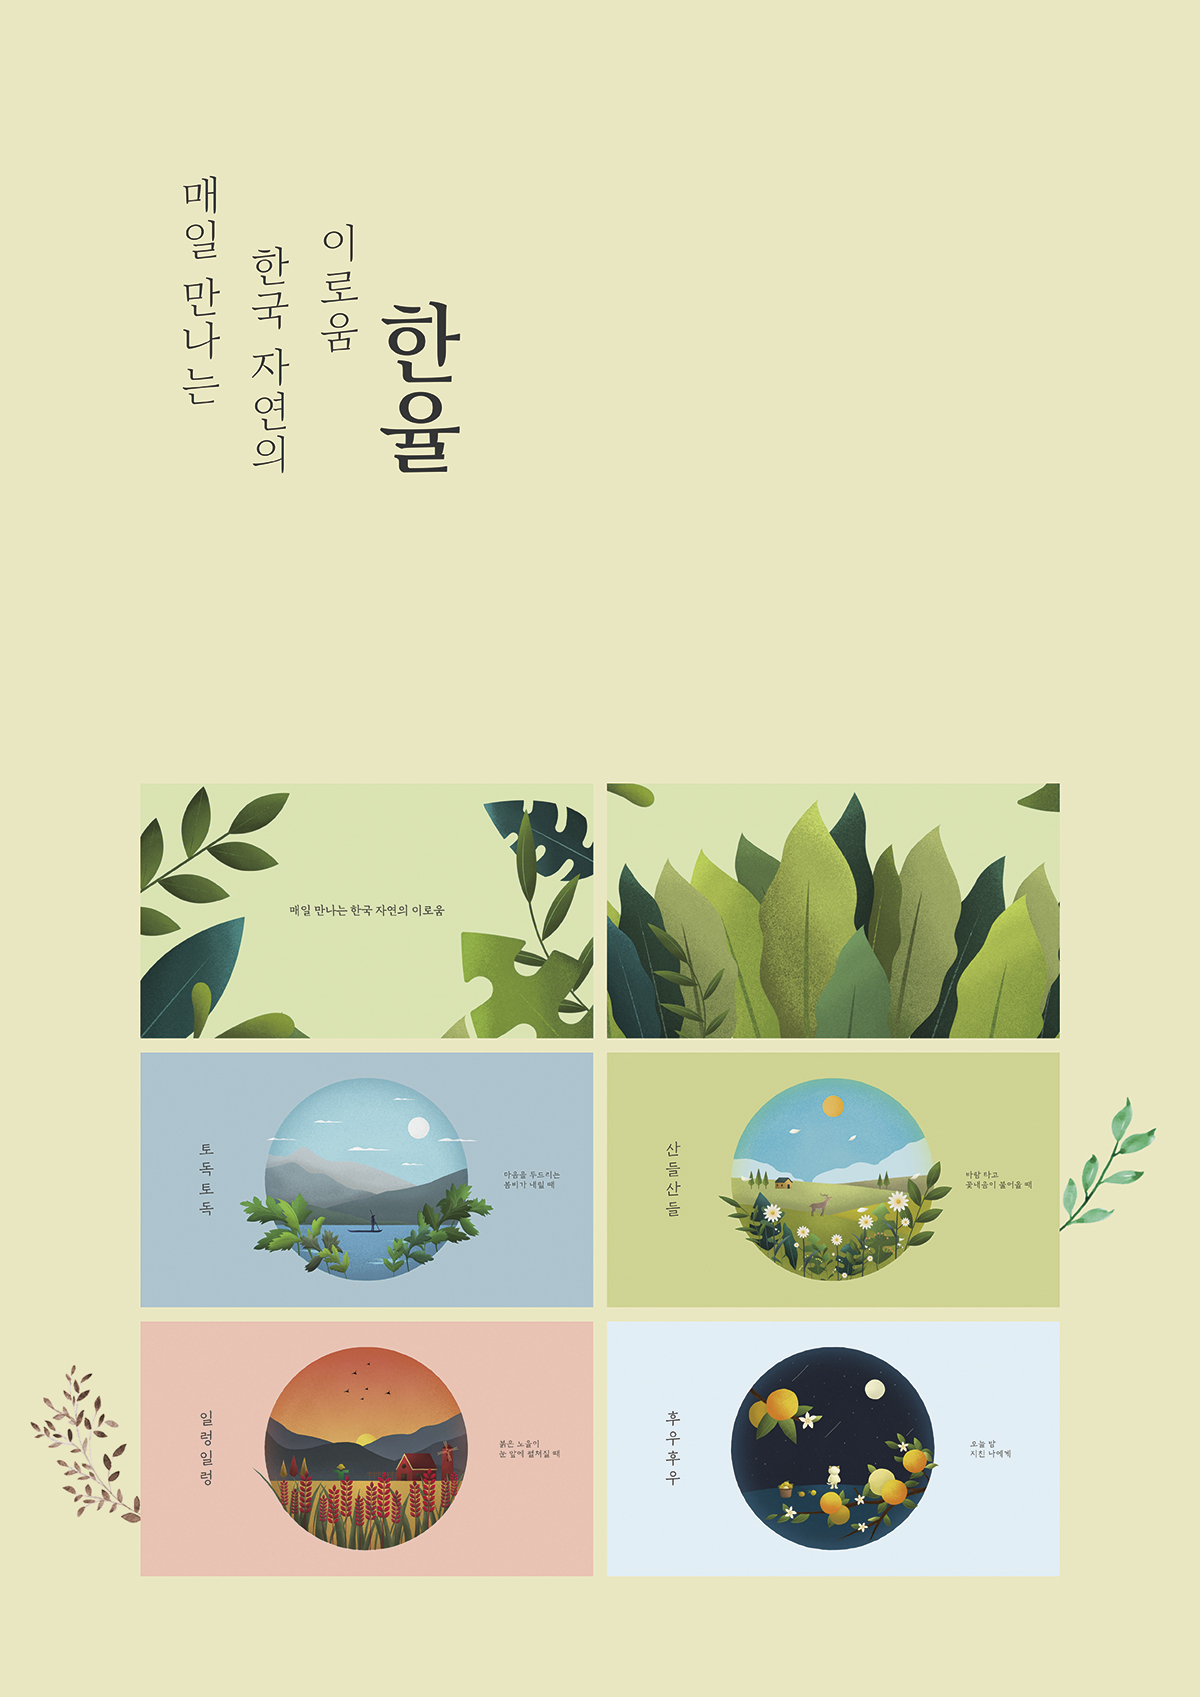 매일 만나는
한국 자연의
이로움
한율
매일 만나는 한국 자연의 이로움
토독토독
마음을 두드리는
봄비가 내릴 때
산들산들
바람 타고
꽃내음이 불어올 때
일렁일렁
붉은 노을이
눈 앞에 펼쳐질 때
후우후우
오늘 밤
지친 나에게